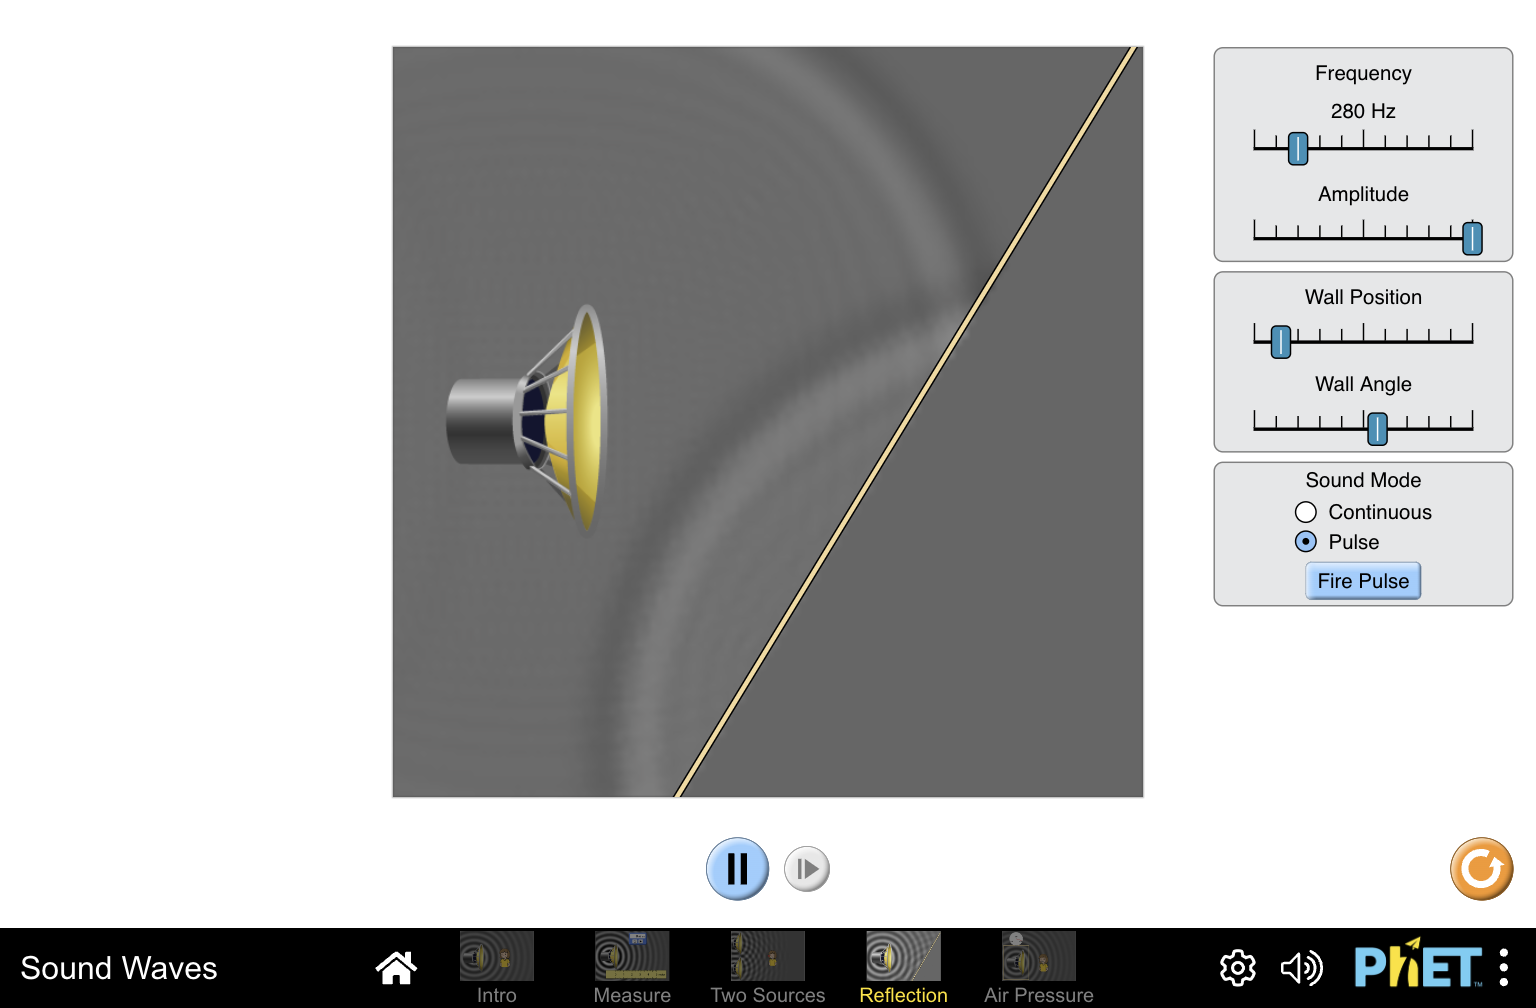 Frequency
280 Hz
Amplitude
Wall Position
Wall Angle
Sound Mode
Continuous
Pulse
Fire Pulse
Sound Waves
Intro
Measure
Two Sources
Reflection
Air Pressure
PhET™